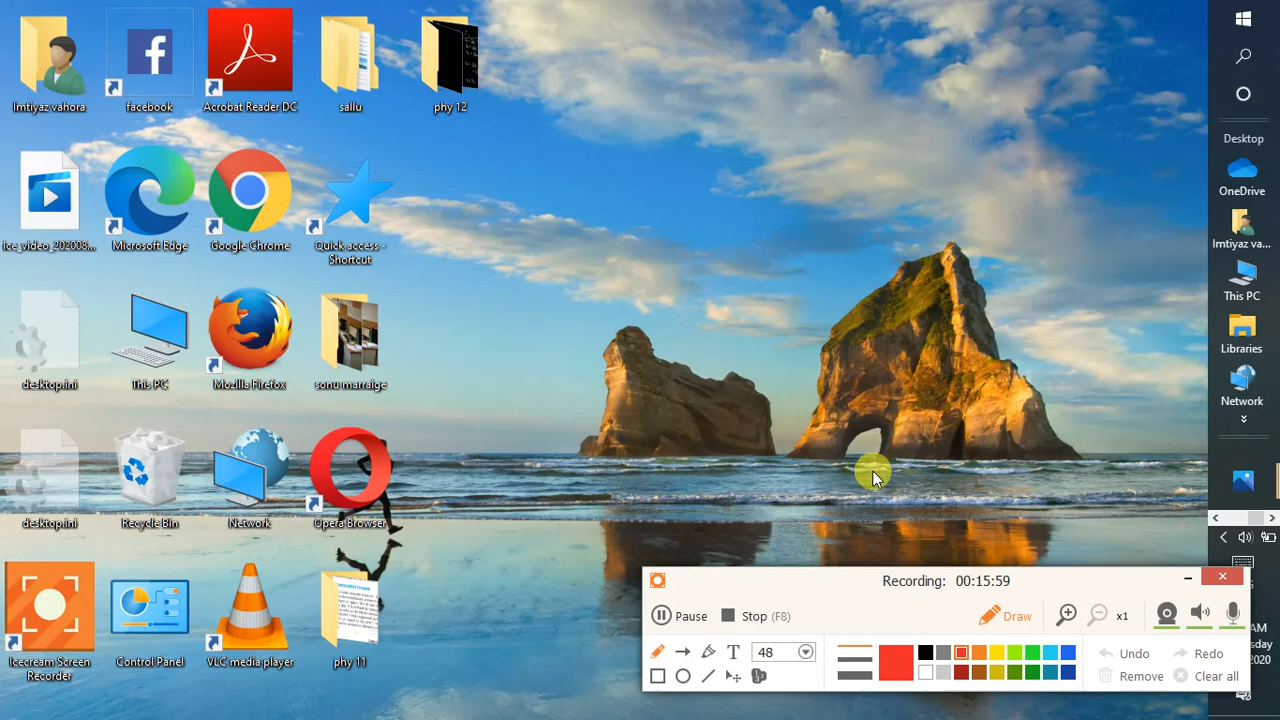 Imtiyaz vahora
facebook
Acrobat Reader DC
sallu
phy 12
ice_video_202008...
Microsoft Edge
Google Chrome
Quick access -
Shortcut
desktop.ini
This PC
Mozilla Firefox
sonu marraige
desktop.ini
Recycle Bin
Network
Opera Browser
Icecream Screen
Recorder
Control Panel
VLC media player
phy 11
Desktop
OneDrive
Imtiyaz va...
This PC
Libraries
Network
Recording: 00:15:59
Pause
Stop (F8)
Draw
x1
T
48
Undo
Redo
Remove
Clear all
AM
sday
2020